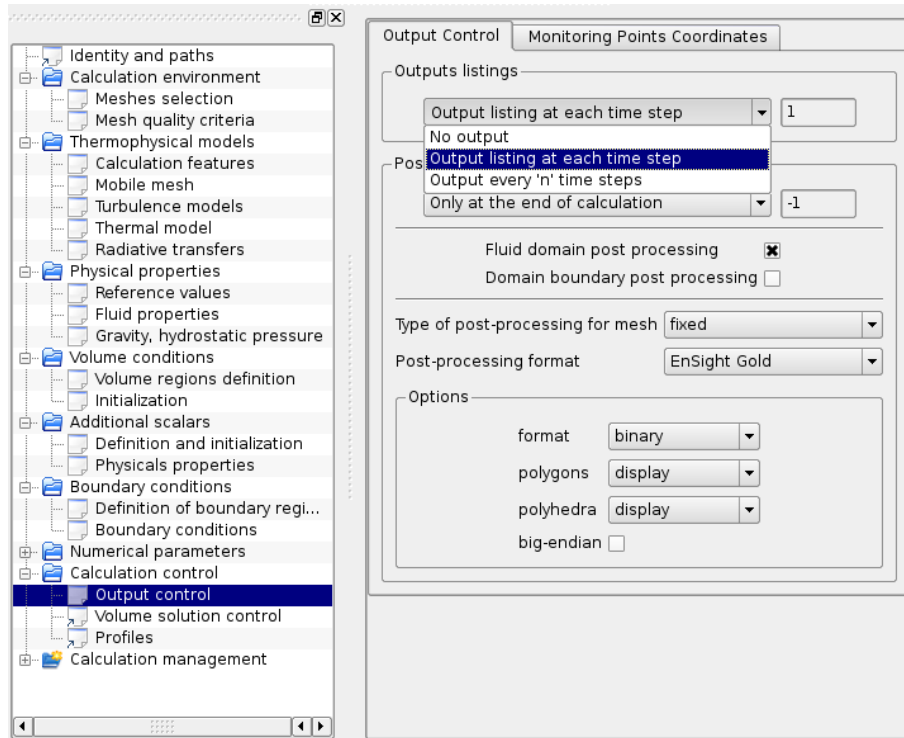 Identity and paths
Calculation environment
Meshes selection
Mesh quality criteria
Thermophysical models
Calculation features
Mobile mesh
Turbulence models
Thermal model
Radiative transfers
Physical properties
Reference values
Fluid properties
Gravity, hydrostatic pressure
Volume conditions
Volume regions definition
Initialization
Additional scalars
Definition and initialization
Physicals properties
Boundary conditions
Definition of boundary regi...
Boundary conditions
Numerical parameters
Calculation control
Output control
Volume solution control
Profiles
Calculation management
Output Control Monitoring Points Coordinates
Outputs listings
Output listing at each time step 1
No output
Output listing at each time step
Output every 'n' time steps
Pos
Only at the end of calculation -1
Fluid domain post processing
Domain boundary post processing
Type of post-processing for mesh fixed
Post-processing format EnSight Gold
Options
format binary
polygons display
polyhedra display
big-endian